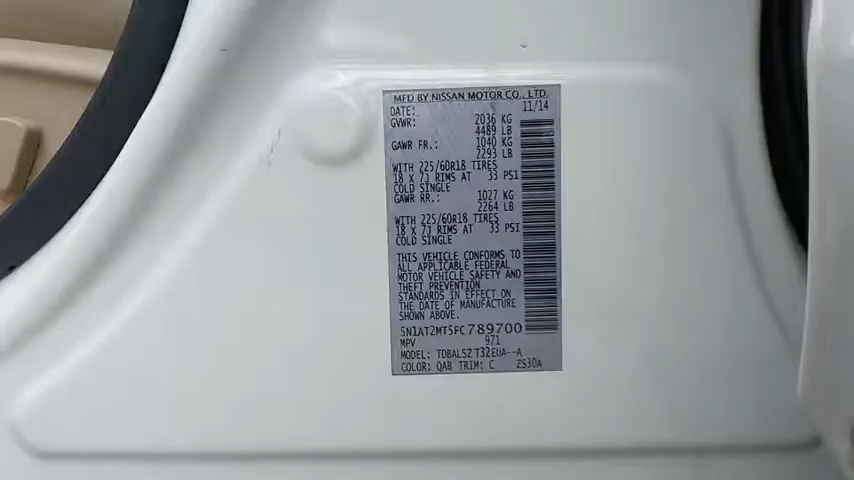 MFD BY NISSAN MOTOR CO., LTD.
DATE: 11/14
GVWR: 2036 KG
4489 LB
GAWR FR.: 1040 KG
2293 LB
WITH 225/60R18 TIRES
18 X 7J RIMS AT 33 PSI
COLD SINGLE
GAWR RR.: 1027 KG
2264 LB
WITH 225/60R18 TIRES
18 X 7J RIMS AT 33 PSI
COLD SINGLE
THIS VEHICLE CONFORMS TO
ALL APPLICABLE FEDERAL
MOTOR VEHICLE SAFETY AND
THEFT PREVENTION
STANDARDS IN EFFECT ON
THE DATE OF MANUFACTURE
SHOWN ABOVE.
5N1AT2MT5FC789700
MPV 971
MODEL: TDBALSZ T32EUA--A
COLOR: QAB TRIM: C ZS30A